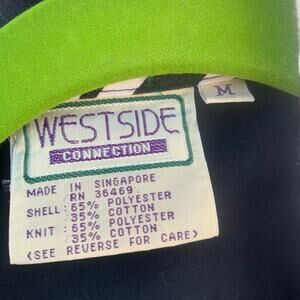 M
WESTSIDE
CONNECTION
MADE IN SINGAPORE
RN 36469
SHELL: 65% POLYESTER
35% COTTON
KNIT: 65% POLYESTER
35% COTTON
(SEE REVERSE FOR CARE)